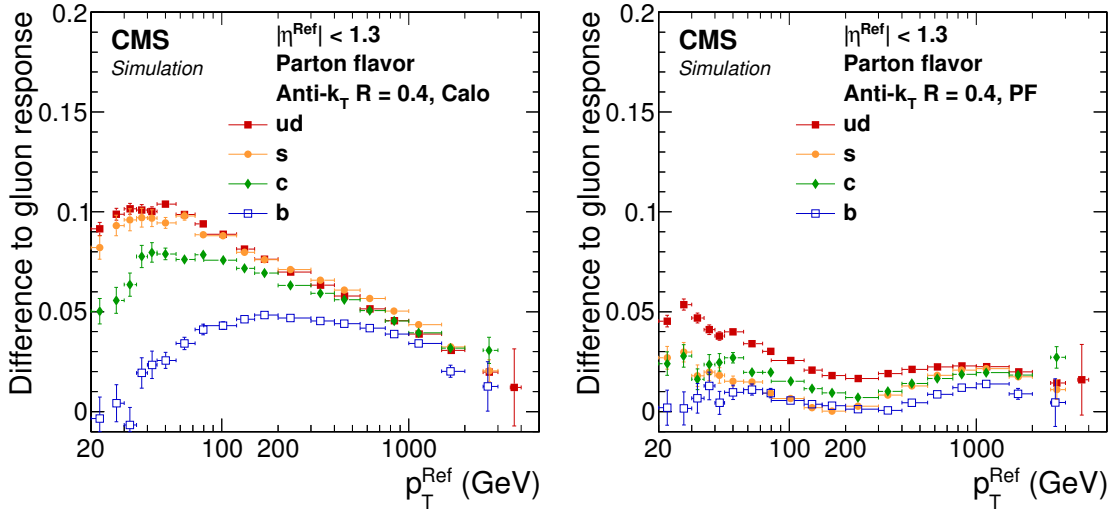 0.2
0.15
0.1
0.05
0
Difference to gluon response
CMS
Simulation
|η^Ref| < 1.3
Parton flavor
Anti-k_T R = 0.4, Calo
ud
s
c
b
20 100 200 1000 2000
p_T^Ref (GeV)
0.2
0.15
0.1
0.05
0
Difference to gluon response
CMS
Simulation
|η^Ref| < 1.3
Parton flavor
Anti-k_T R = 0.4, PF
ud
s
c
b
20 100 200 1000 2000
p_T^Ref (GeV)